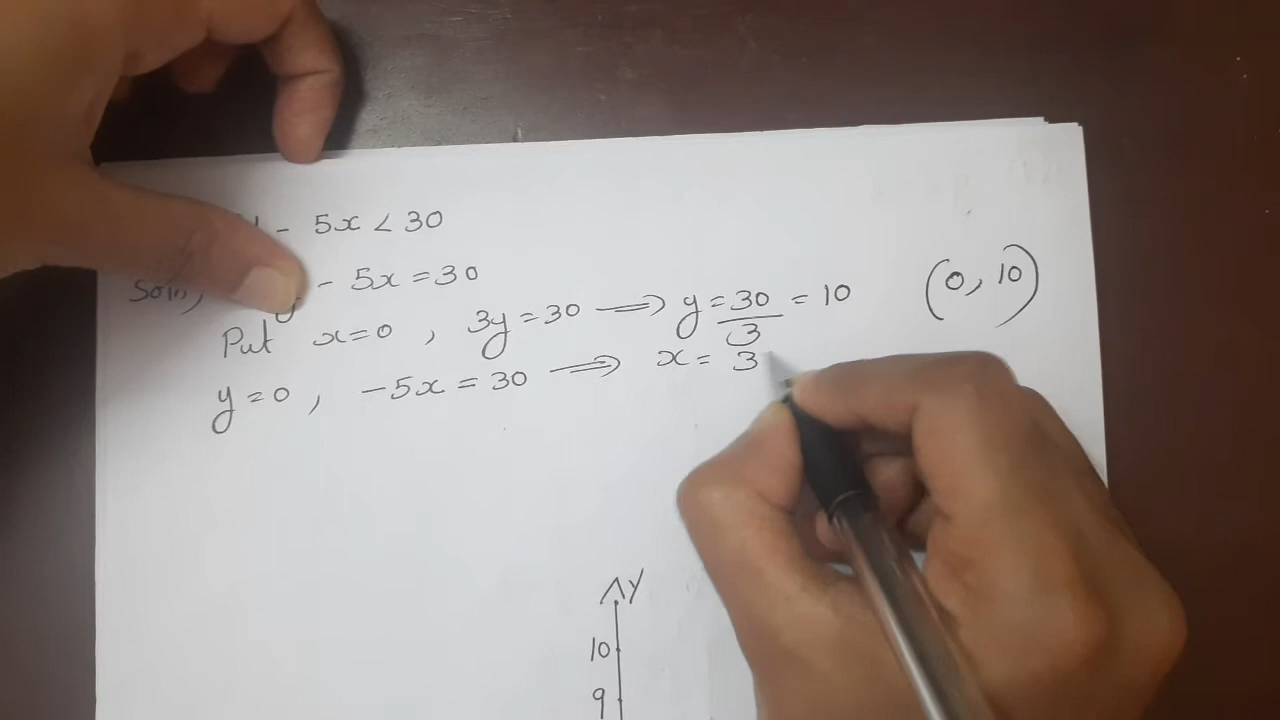 - 5x < 30
Soln, y - 5x = 30
Put x=0, 3y=30 ⟹ y=30/3 = 10 (0, 10)
y=0, -5x = 30 ⟹ x = 3
Y
10
9